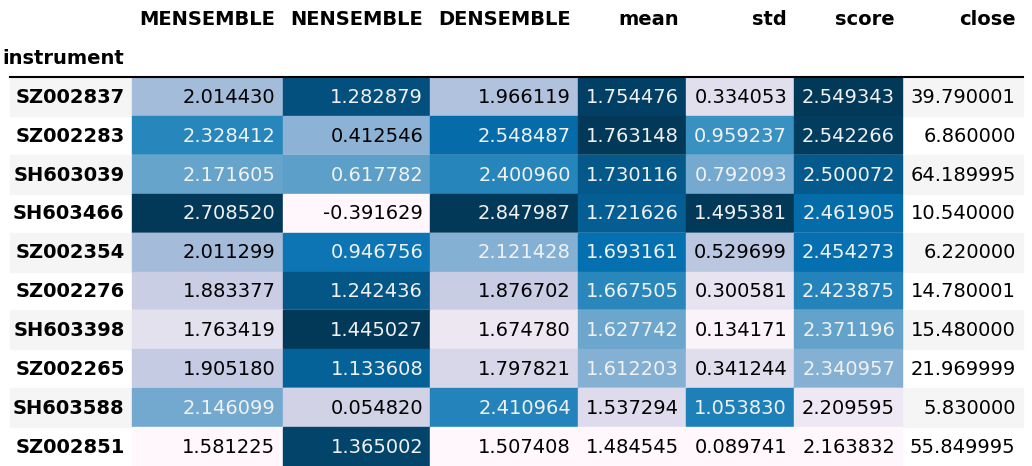 MENSEMBLE NENSEMBLE DENSEMBLE mean std score close
instrument
SZ002837 2.014430 1.282879 1.966119 1.754476 0.334053 2.549343 39.790001
SZ002283 2.328412 0.412546 2.548487 1.763148 0.959237 2.542266 6.860000
SH603039 2.171605 0.617782 2.400960 1.730116 0.792093 2.500072 64.189995
SH603466 2.708520 -0.391629 2.847987 1.721626 1.495381 2.461905 10.540000
SZ002354 2.011299 0.946756 2.121428 1.693161 0.529699 2.454273 6.220000
SZ002276 1.883377 1.242436 1.876702 1.667505 0.300581 2.423875 14.780001
SH603398 1.763419 1.445027 1.674780 1.627742 0.134171 2.371196 15.480000
SZ002265 1.905180 1.133608 1.797821 1.612203 0.341244 2.340957 21.969999
SH603588 2.146099 0.054820 2.410964 1.537294 1.053830 2.209595 5.830000
SZ002851 1.581225 1.365002 1.507408 1.484545 0.089741 2.163832 55.849995